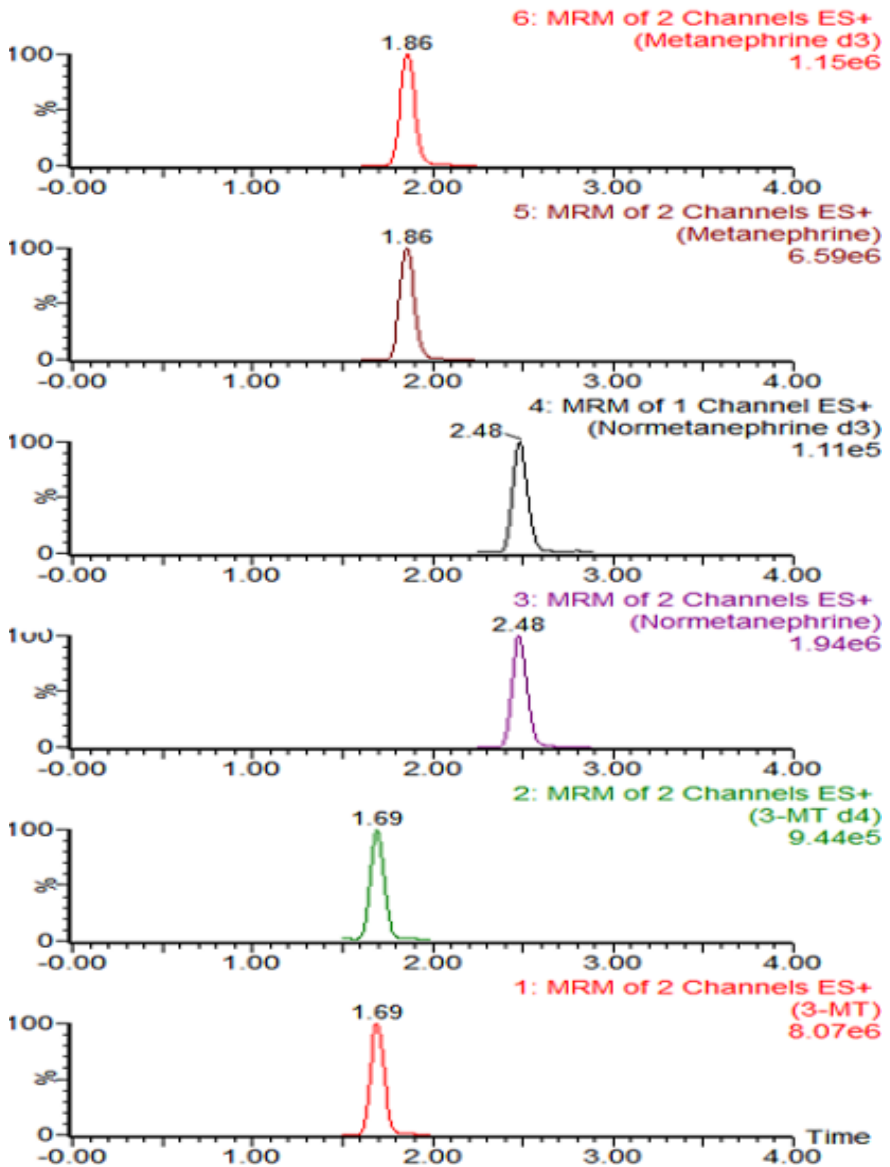 6: MRM of 2 Channels ES+
(Metanephrine d3)
1.15e6
1.86
100
%
0
-0.00 1.00 2.00 3.00 4.00
5: MRM of 2 Channels ES+
(Metanephrine)
6.59e6
1.86
100
%
0
-0.00 1.00 2.00 3.00 4.00
4: MRM of 1 Channel ES+
(Normetanephrine d3)
1.11e5
2.48
100
%
0
-0.00 1.00 2.00 3.00 4.00
3: MRM of 2 Channels ES+
(Normetanephrine)
1.94e6
2.48
100
%
0
-0.00 1.00 2.00 3.00 4.00
2: MRM of 2 Channels ES+
(3-MT d4)
9.44e5
1.69
100
%
0
-0.00 1.00 2.00 3.00 4.00
1: MRM of 2 Channels ES+
(3-MT)
8.07e6
1.69
100
%
0
Time
-0.00 1.00 2.00 3.00 4.00